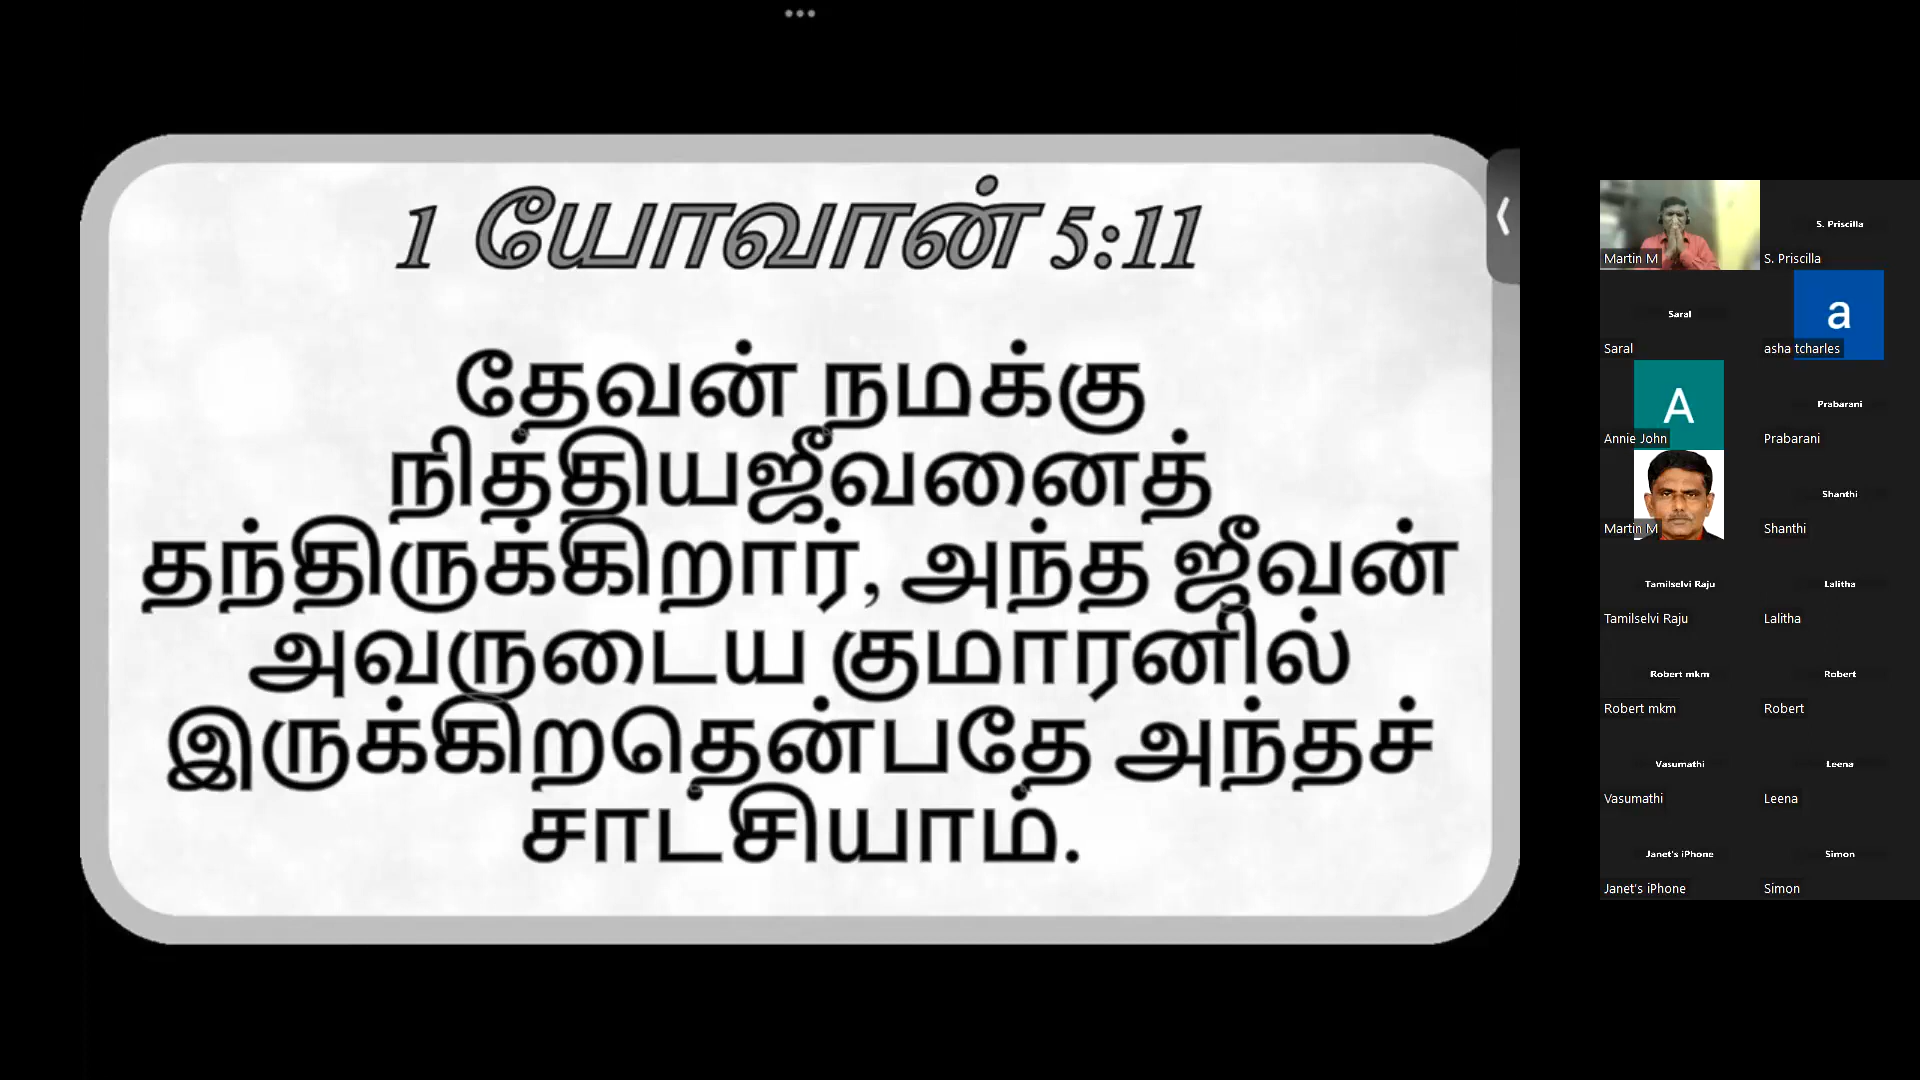 1 யோவான் 5:11
தேவன் நமக்கு
நித்தியஜீவனைத்
தந்திருக்கிறார், அந்த ஜீவன்
அவருடைய குமாரனில்
இருக்கிறதென்பதே அந்தச்
சாட்சியாம்.
Martin M
S. Priscilla
S. Priscilla
Saral
Saral
a
asha tcharles
A
Annie John
Prabarani
Prabarani
Martin M
Shanthi
Shanthi
Tamilselvi Raju
Tamilselvi Raju
Lalitha
Lalitha
Robert mkm
Robert mkm
Robert
Robert
Vasumathi
Vasumathi
Leena
Leena
Janet's iPhone
Janet's iPhone
Simon
Simon